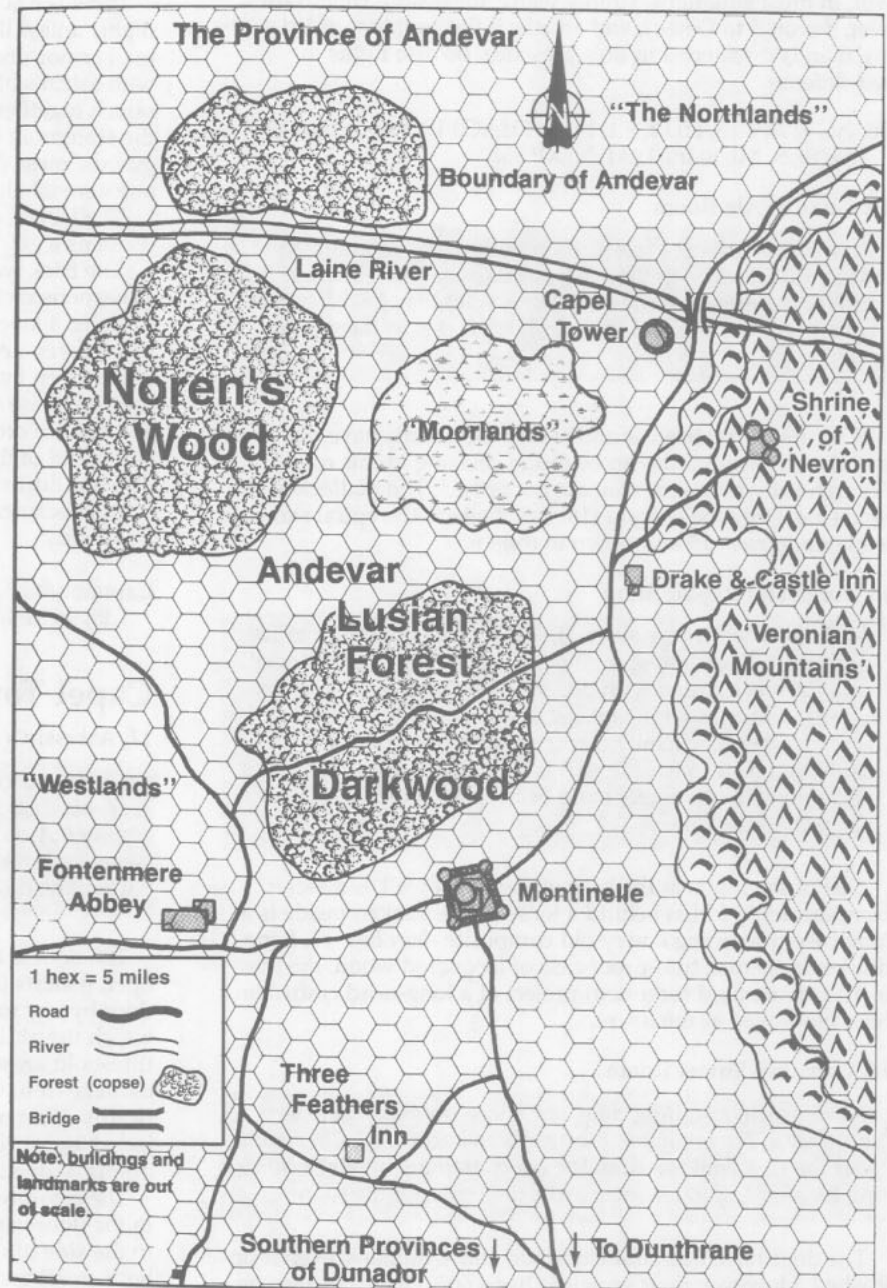 The Province of Andevar
N
"The Northlands"
Boundary of Andevar
Laine River
Capel
Tower
Noren's
Wood
"Moorlands"
Shrine
of
Nevron
Andevar
Drake & Castle Inn
Lusian
Forest
'Veronian
Mountains'
"Westlands"
Darkwood
Fontenmere
Abbey
Montinelle
1 hex = 5 miles
Road
River
Forest (copse)
Bridge
Note: buildings and
landmarks are out
of scale.
Three
Feathers
Inn
Southern Provinces
of Dunador
To Dunthrane